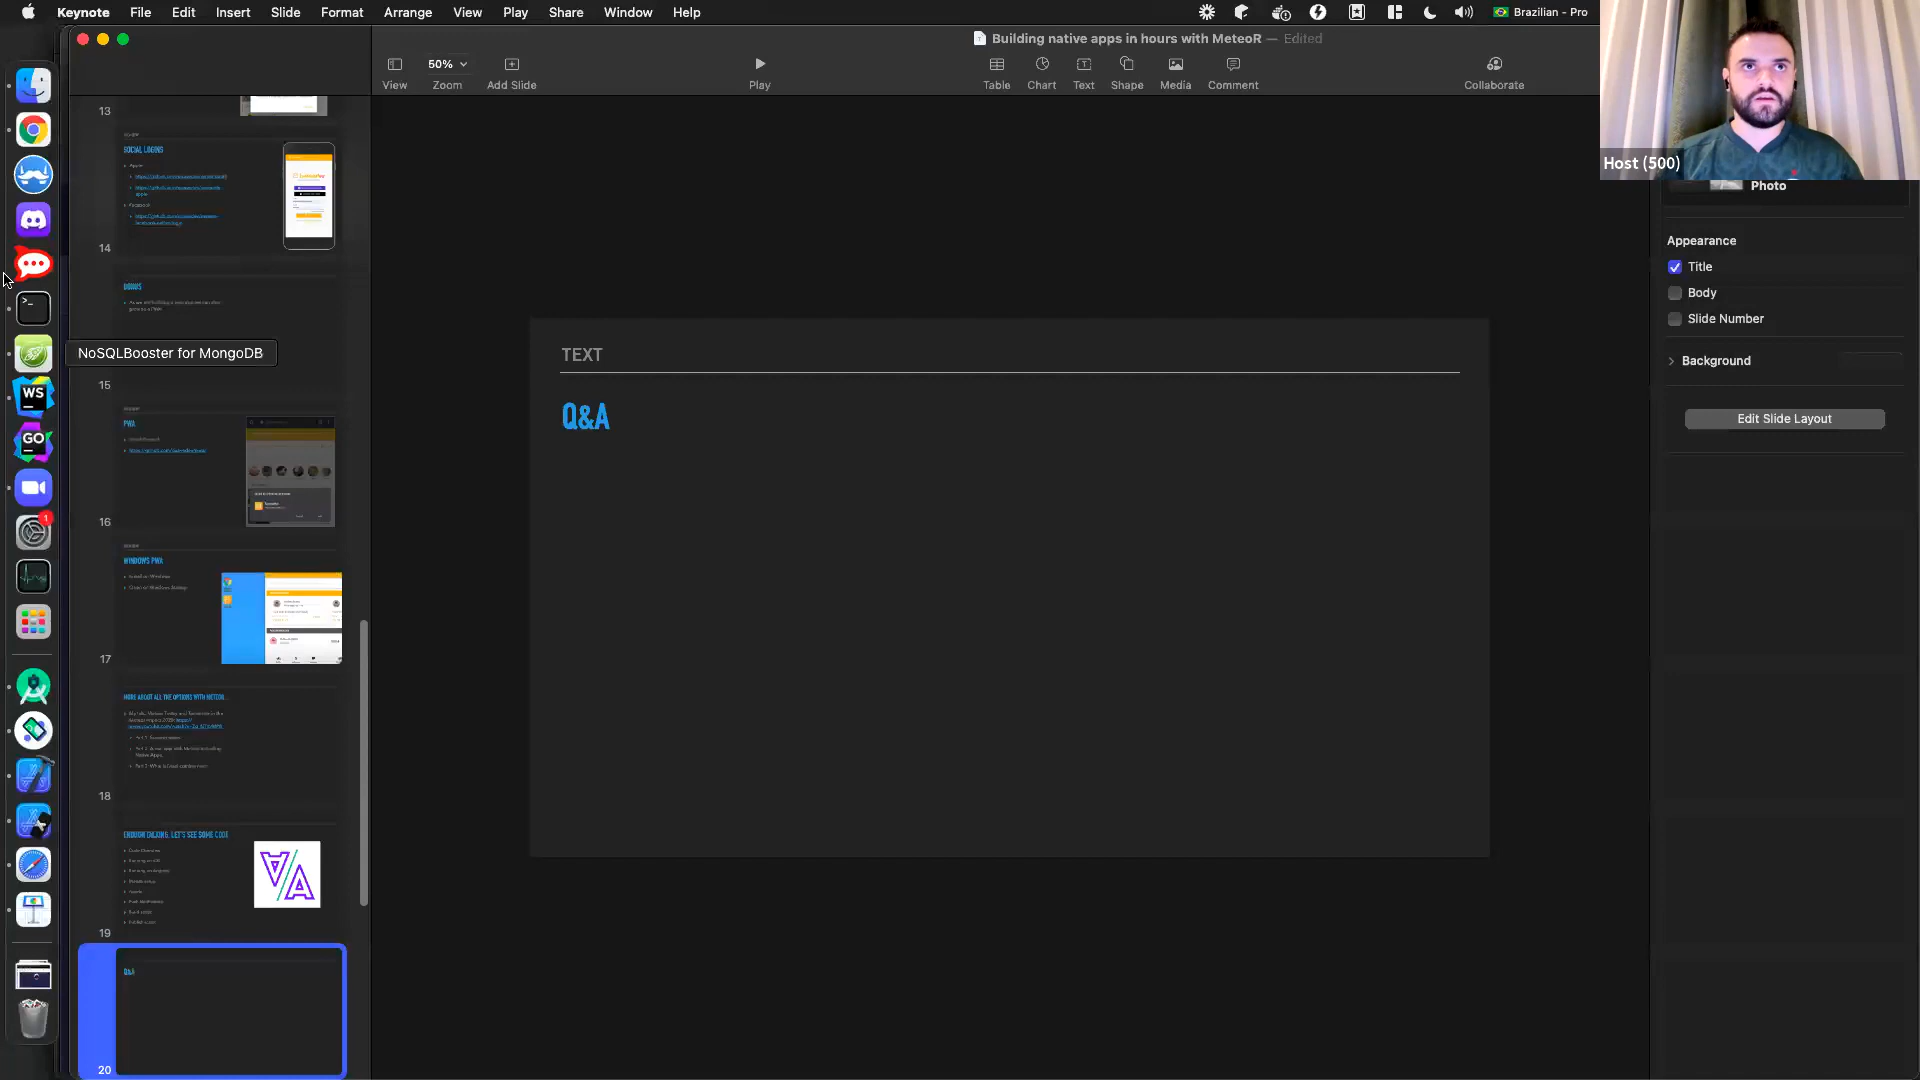 Keynote File Edit Insert Slide Format Arrange View Play Share Window Help
Brazilian - Pro
Building native apps in hours with MeteoR — Edited
50%
View Zoom Add Slide Play Table Chart Text Shape Media Comment Collaborate
Host (500)
Photo
Appearance
Title
Body
Slide Number
Background
Edit Slide Layout
TEXT
Q&A
NoSQLBooster for MongoDB
WS
GO
1
13
SOCIAL LOGINS
14
BONUS
15
PWA
16
WINDOWS PWA
17
MORE ABOUT ALL THE OPTIONS WITH METEOR...
18
ENOUGH TALKING, LET'S SEE SOME CODE
19
Q&A
20